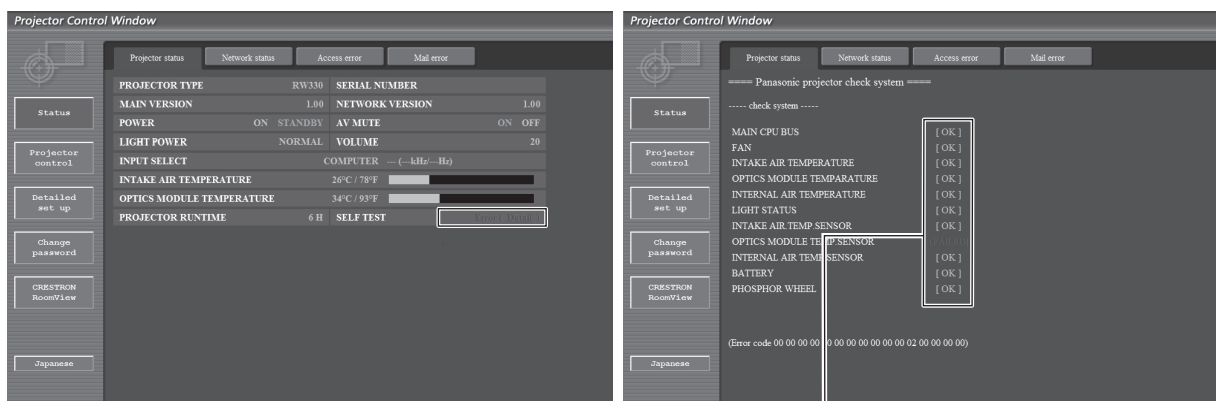 Projector Control Window
Status
Projector control
Detailed set up
Change password
CRESTRON RoomView
Japanese
Projector status Network status Access error Mail error
PROJECTOR TYPE RW330 SERIAL NUMBER
MAIN VERSION 1.00 NETWORK VERSION 1.00
POWER ON STANDBY AV MUTE ON OFF
LIGHT POWER NORMAL VOLUME 20
INPUT SELECT COMPUTER --- (---kHz/---Hz)
INTAKE AIR TEMPERATURE 26°C / 78°F
OPTICS MODULE TEMPERATURE 34°C / 93°F
PROJECTOR RUNTIME 6 H SELF TEST Error( Detail )
Projector Control Window
Status
Projector control
Detailed set up
Change password
CRESTRON RoomView
Japanese
Projector status Network status Access error Mail error
==== Panasonic projector check system ====
----- check system -----
MAIN CPU BUS [ OK ]
FAN [ OK ]
INTAKE AIR TEMPERATURE [ OK ]
OPTICS MODULE TEMPARATURE [ OK ]
INTERNAL AIR TEMPERATURE [ OK ]
LIGHT STATUS [ OK ]
INTAKE AIR.TEMP.SENSOR [ OK ]
OPTICS MODULE TEMP.SENSOR
INTERNAL AIR TEMP.SENSOR [ OK ]
BATTERY [ OK ]
PHOSPHOR WHEEL [ OK ]
(Error code 00 00 00 00 00 00 00 00 00 00 00 02 00 00 00 00)